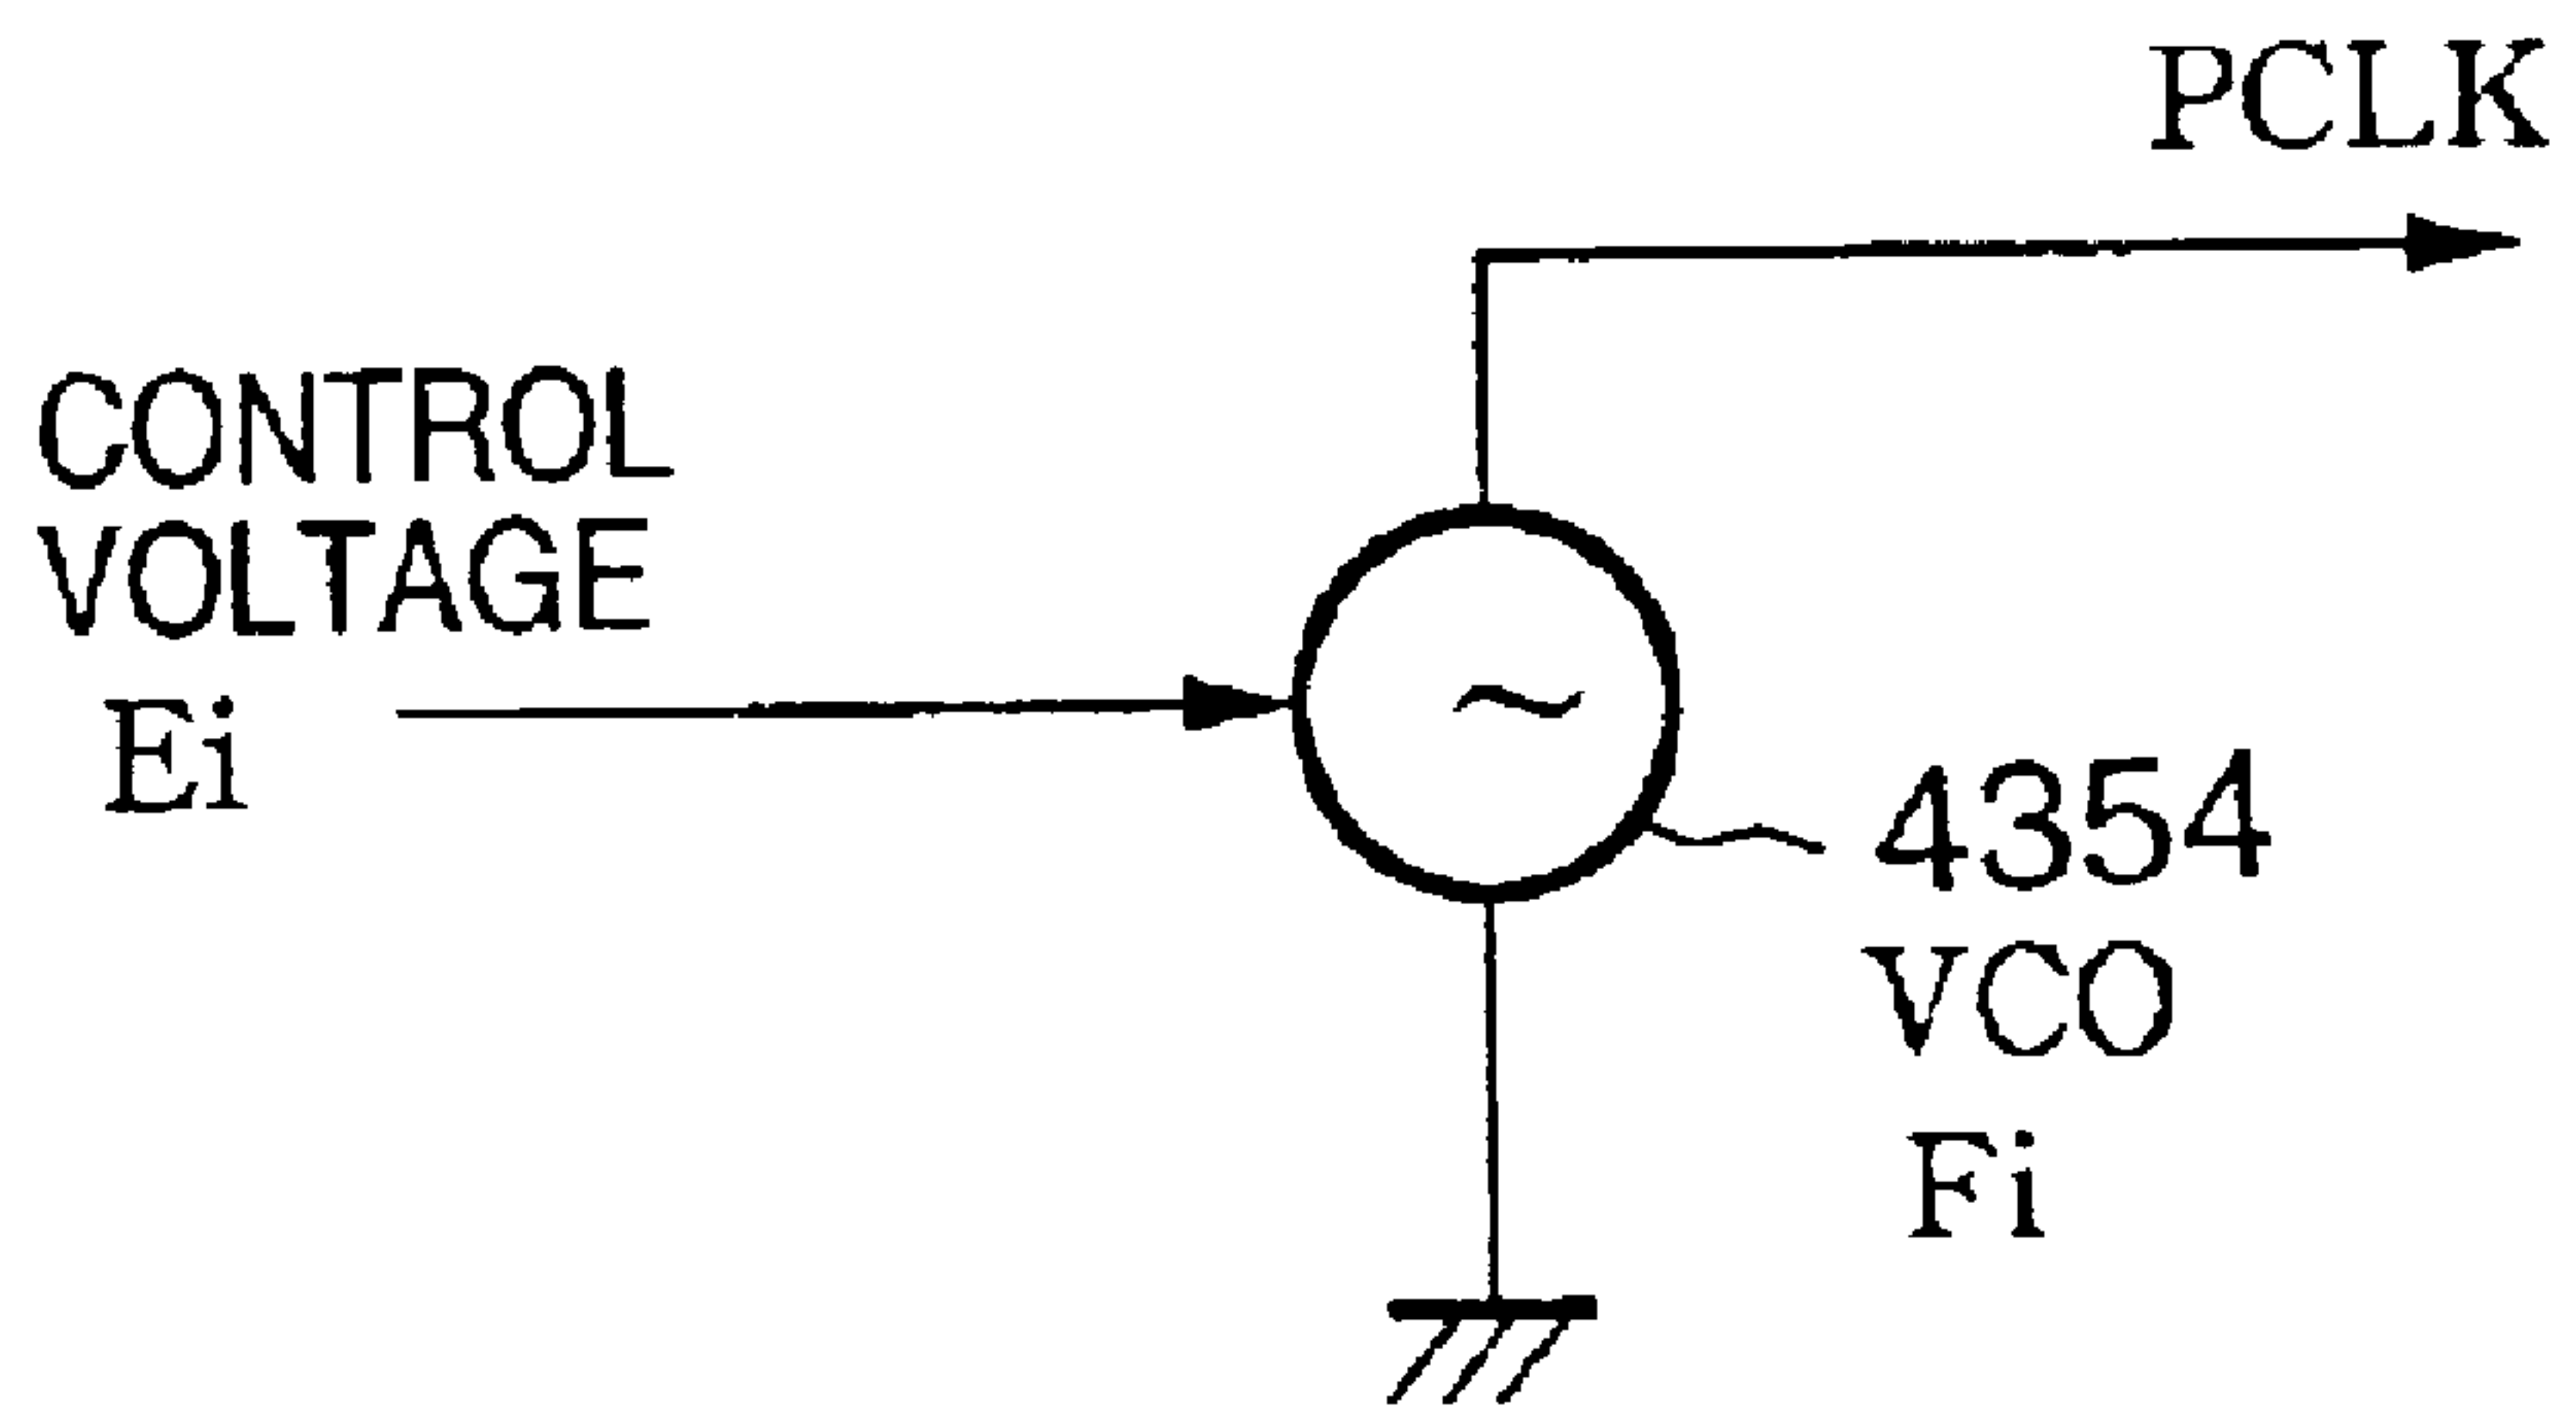 PCLK
CONTROL
VOLTAGE
Ei
4354
VCO
Fi